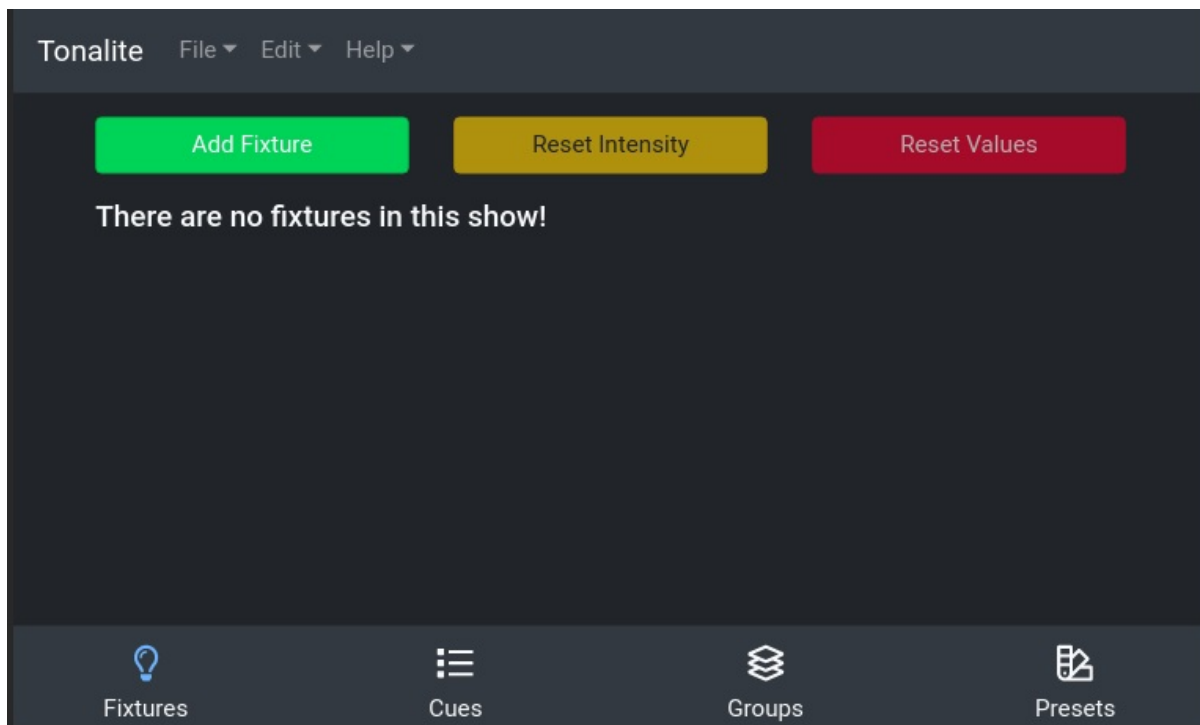 Tonalite File Edit Help
Add Fixture Reset Intensity Reset Values
There are no fixtures in this show!
Fixtures Cues Groups Presets